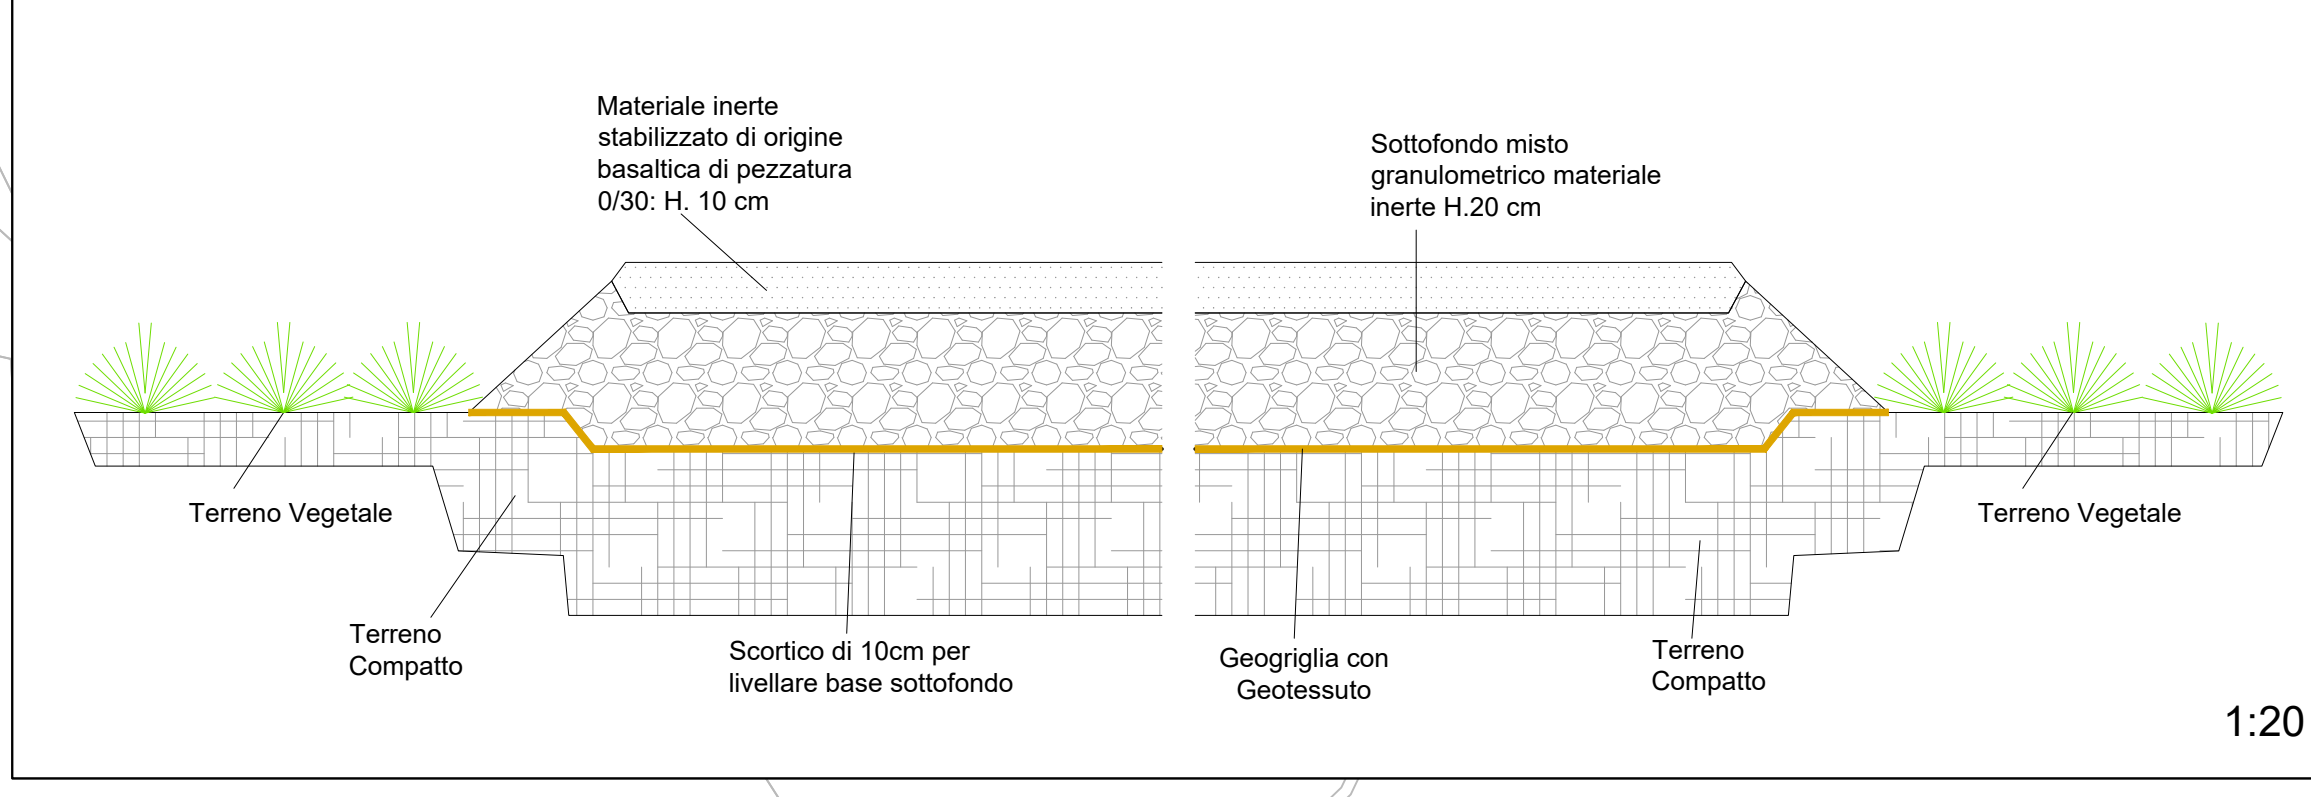 Materiale inerte
stabilizzato di origine
basaltica di pezzatura
0/30: H. 10 cm
Sottofondo misto
granulometrico materiale
inerte H.20 cm
Terreno Vegetale
Terreno Vegetale
Terreno
Compatto
Scortico di 10cm per
livellare base sottofondo
Geogriglia con
Geotessuto
Terreno
Compatto
1:20